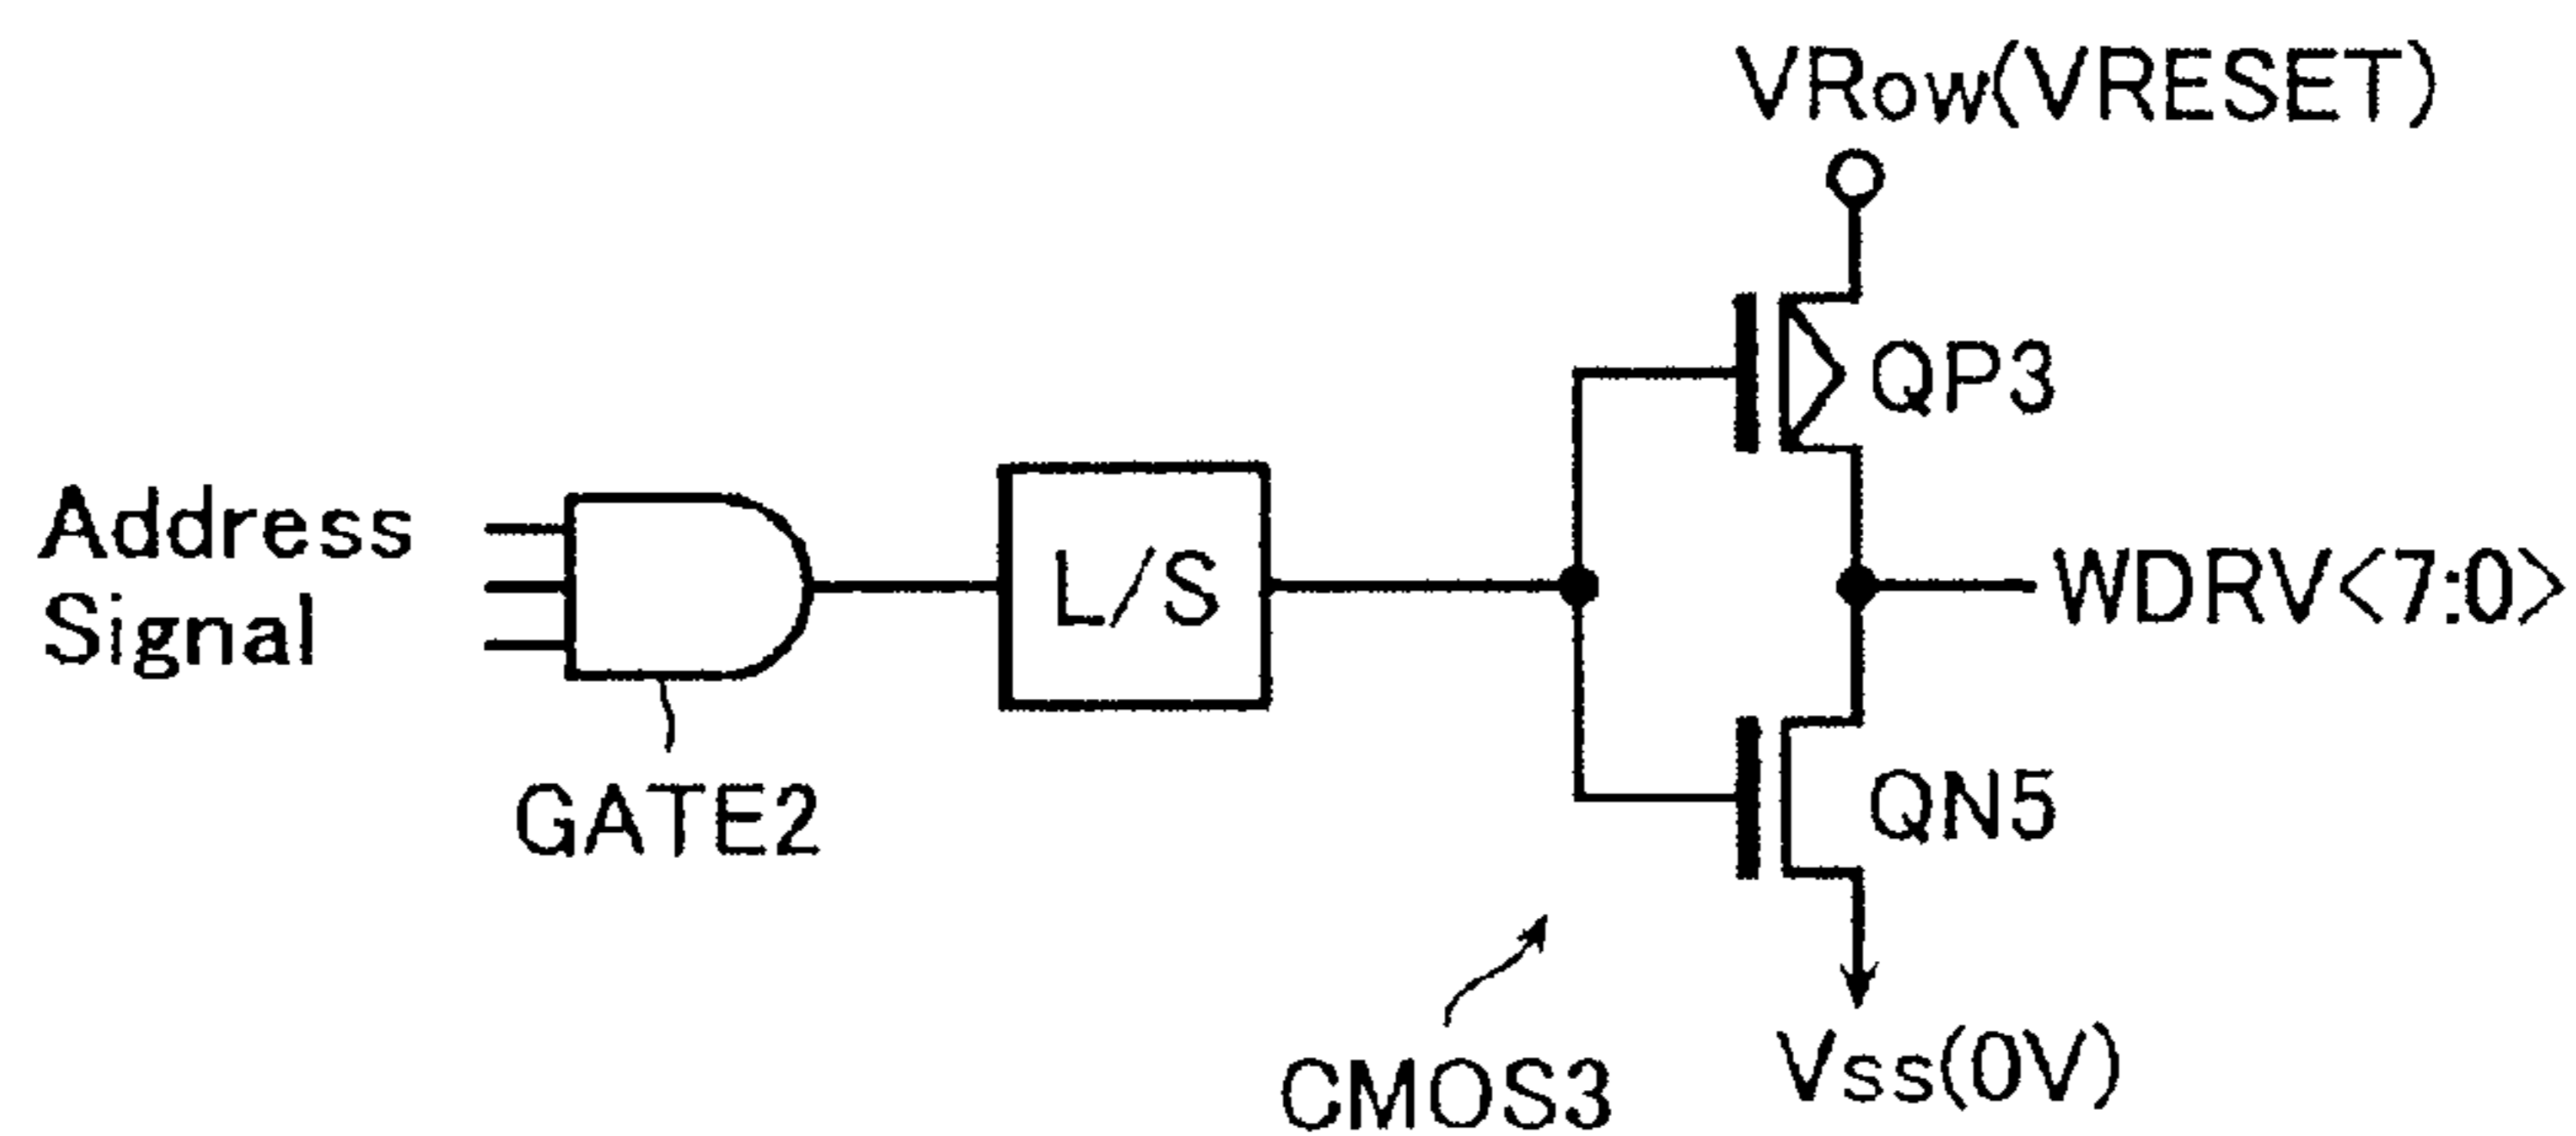 VRow(VRESET)
QP3
Address
Signal
L/S
WDRV<7:0>
GATE2
QN5
CMOS3
Vss(0V)